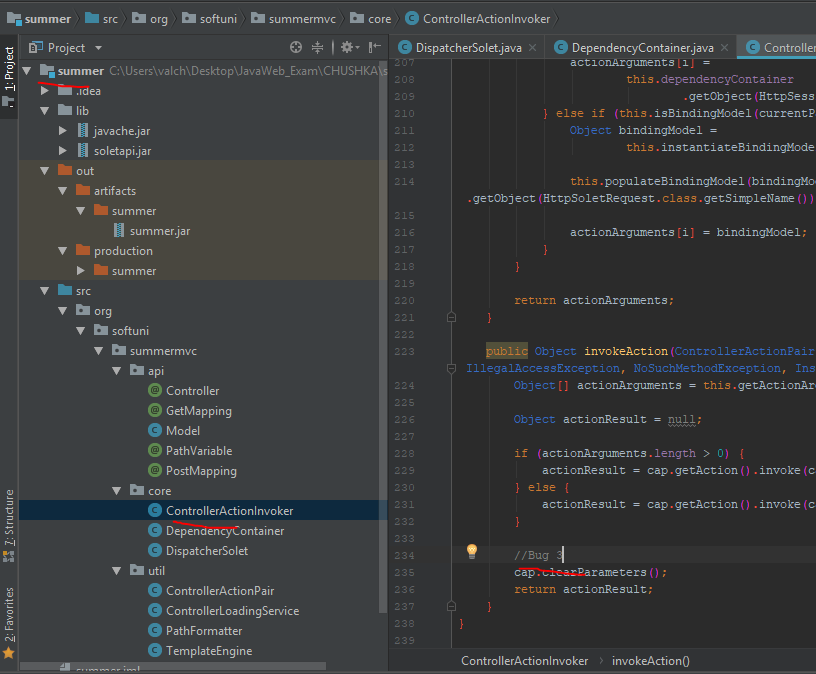 summer src org softuni summermvc core ControllerActionInvoker
1: Project
7: Structure
2: Favorites
Project
summer C:\Users\valch\Desktop\JavaWeb_Exam\CHUSHKA\s
.idea
lib
javache.jar
soletapi.jar
out
artifacts
summer
summer.jar
production
summer
src
org
softuni
summermvc
api
Controller
GetMapping
Model
PathVariable
PostMapping
core
ControllerActionInvoker
DependencyContainer
DispatcherSolet
util
ControllerActionPair
ControllerLoadingService
PathFormatter
TemplateEngine
summer.iml
DispatcherSolet.java DependencyContainer.java Controller
207 actionArguments[i] =
208 this.dependencyContainer
209 .getObject(HttpSess
210 } else if (this.isBindingModel(currentP
211 Object bindingModel =
212 this.instantiateBindingMode
213
214 this.populateBindingModel(bindingMo
.getObject(HttpSoletRequest.class.getSimpleName())
215
216 actionArguments[i] = bindingModel;
217 }
218 }
219
220 return actionArguments;
221 }
222
223 public Object invokeAction(ControllerActionPair
IllegalAccessException, NoSuchMethodException, Ins
224 Object[] actionArguments = this.getActionAr
225
226 Object actionResult = null;
227
228 if (actionArguments.length > 0) {
229 actionResult = cap.getAction().invoke(c
230 } else {
231 actionResult = cap.getAction().invoke(c
232 }
233
234 //Bug 3
235 cap.clearParameters();
236 return actionResult;
237 }
238 }
239
ControllerActionInvoker › invokeAction()